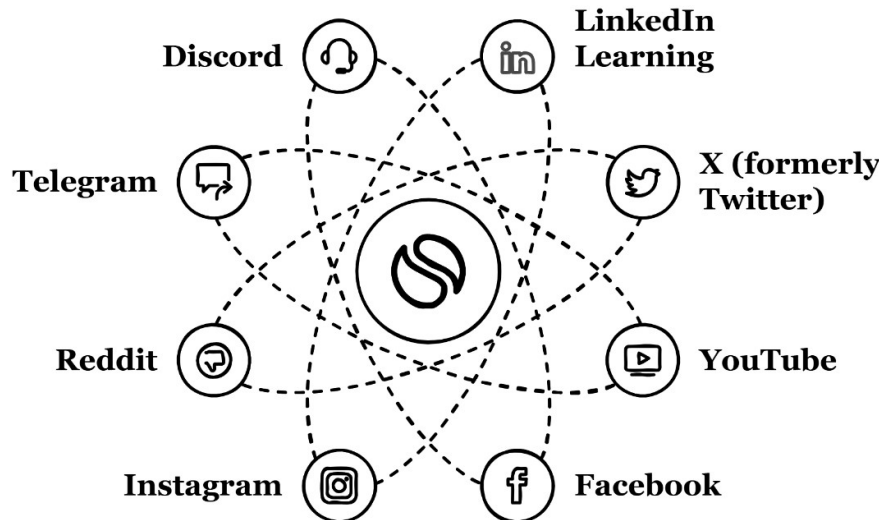 Discord
LinkedIn
Learning
Telegram
X (formerly
Twitter)
Reddit
YouTube
Instagram
Facebook